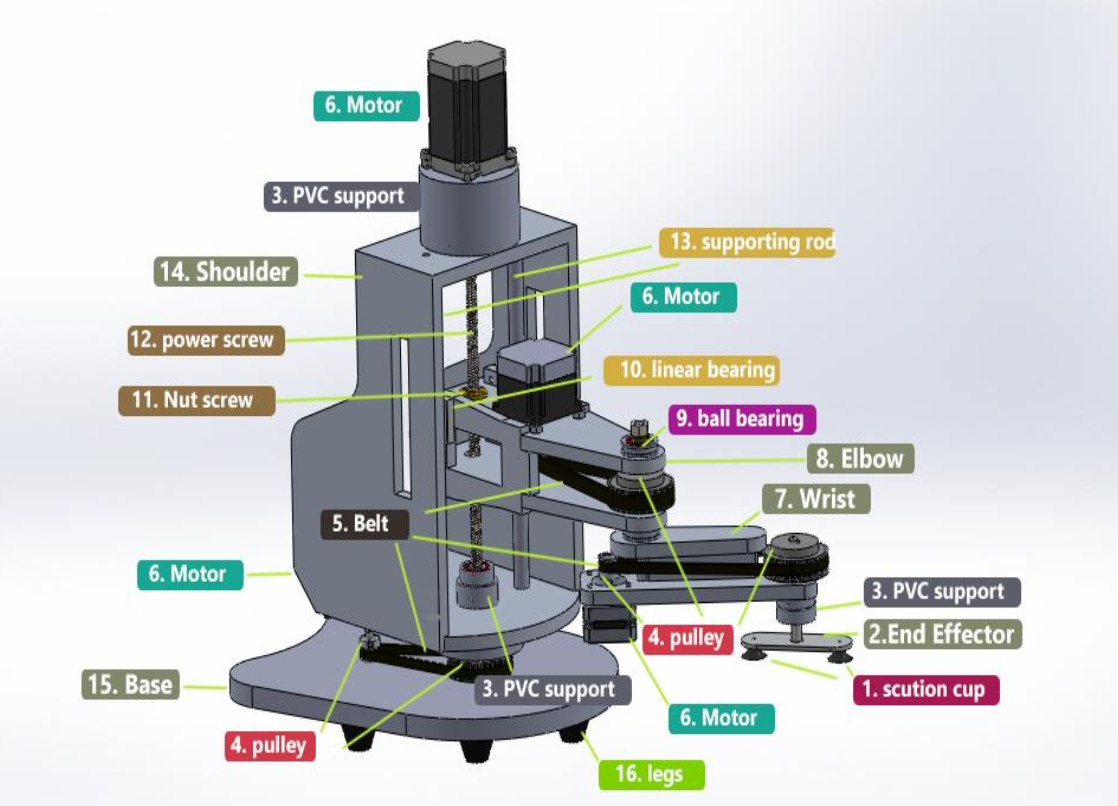 6. Motor
3. PVC support
13. supporting rod
14. Shoulder
6. Motor
12. power screw
10. linear bearing
11. Nut screw
9. ball bearing
8. Elbow
7. Wrist
5. Belt
6. Motor
3. PVC support
4. pulley
2.End Effector
15. Base
3. PVC support
1. scution cup
6. Motor
4. pulley
16. legs